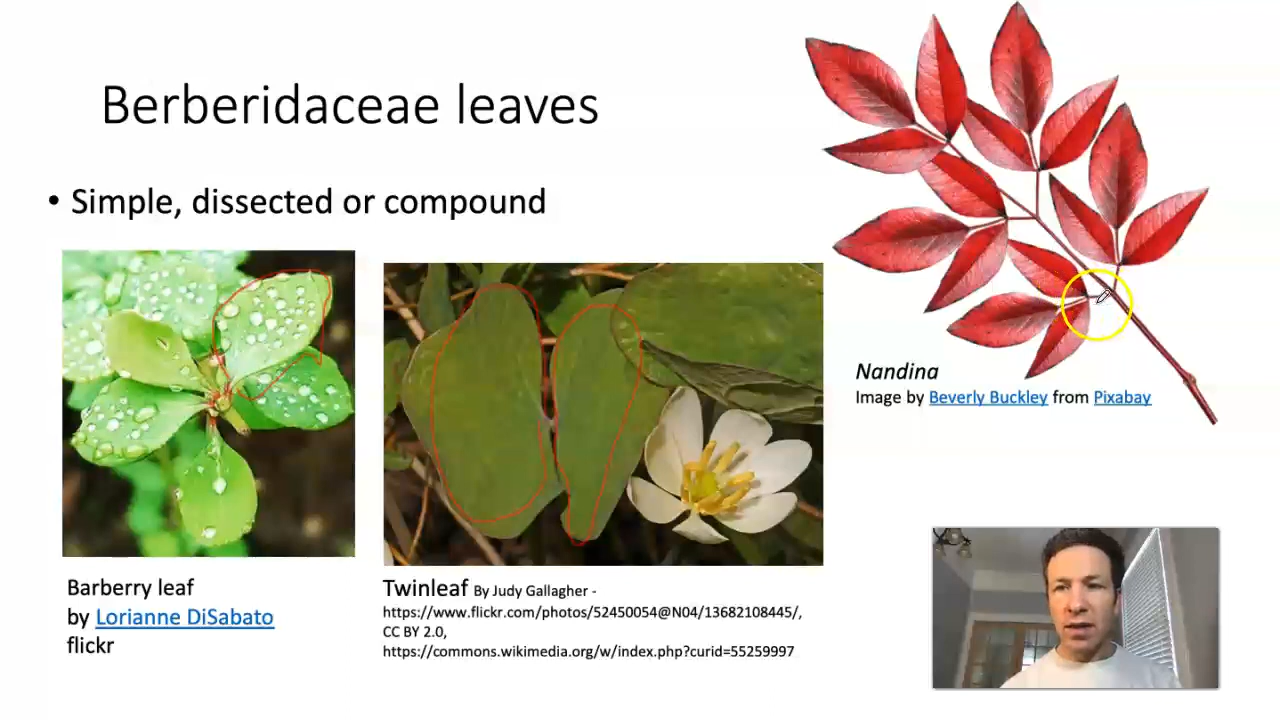 Berberidaceae leaves
• Simple, dissected or compound
Nandina
Image by Beverly Buckley from Pixabay
Barberry leaf
by Lorianne DiSabato
flickr
Twinleaf By Judy Gallagher -
https://www.flickr.com/photos/52450054@N04/13682108445/,
CC BY 2.0,
https://commons.wikimedia.org/w/index.php?curid=55259997